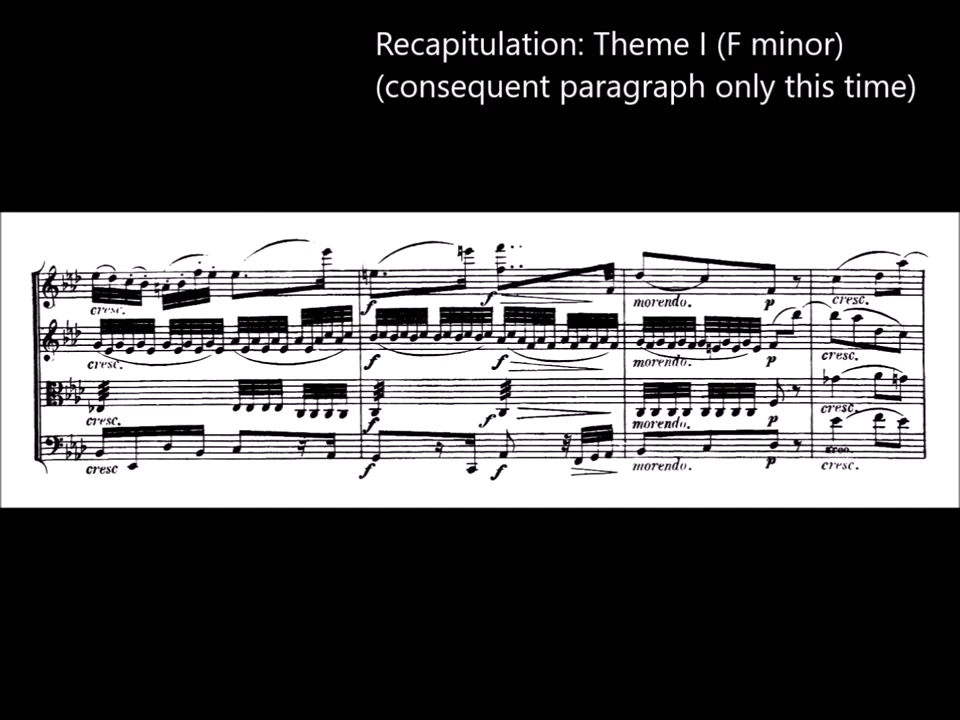 Recapitulation: Theme I (F minor)
(consequent paragraph only this time)
cresc. f f morendo. p cresc.
cresc. f f morendo. p cresc.
cresc. f f morendo. p cresc.
cresc f f morendo p cresc.